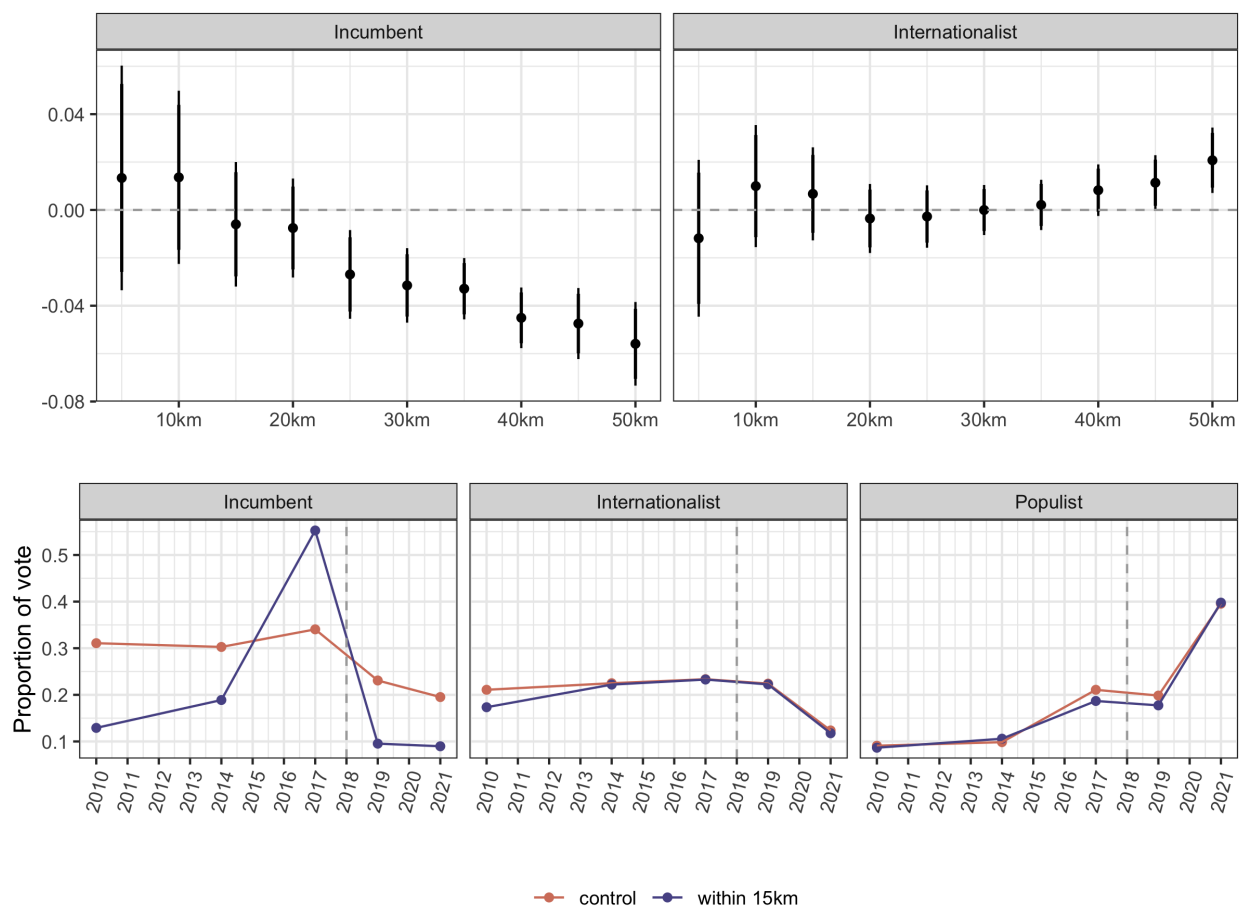 Incumbent Internationalist
0.04
0.00
-0.04
-0.08
10km 20km 30km 40km 50km 10km 20km 30km 40km 50km
Incumbent Internationalist Populist
Proportion of vote
0.5
0.4
0.3
0.2
0.1
2010 2011 2012 2013 2014 2015 2016 2017 2018 2019 2020 2021 2010 2011 2012 2013 2014 2015 2016 2017 2018 2019 2020 2021 2010 2011 2012 2013 2014 2015 2016 2017 2018 2019 2020 2021
control within 15km